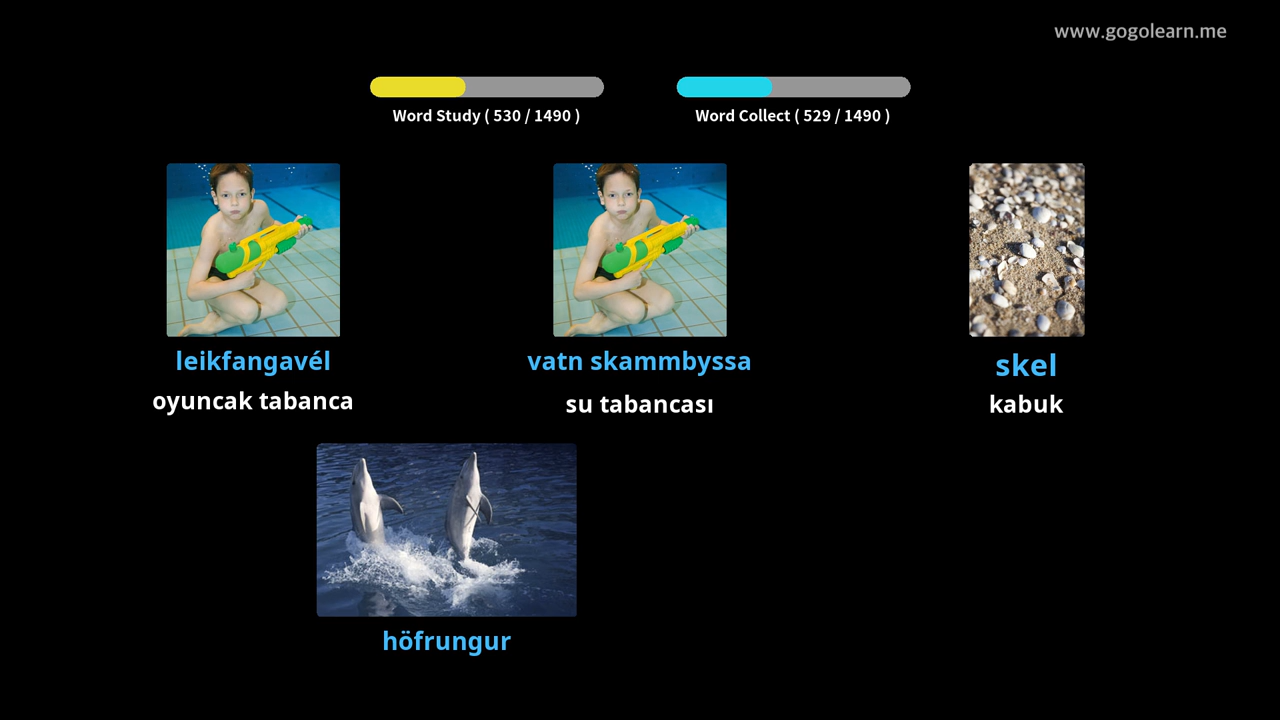 www.gogolearn.me
Word Study ( 530 / 1490 )
Word Collect ( 529 / 1490 )
leikfangavél
vatn skammbyssa
skel
oyuncak tabanca
su tabancası
kabuk
höfrungur